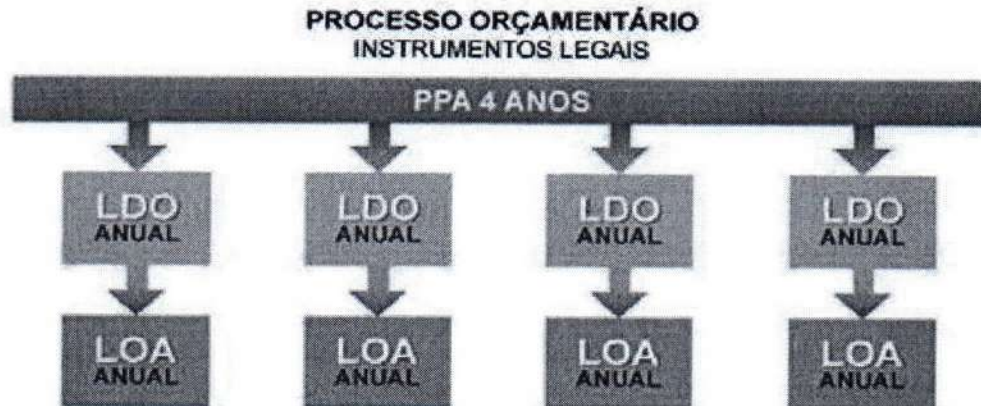 PROCESSO ORÇAMENTÁRIO
INSTRUMENTOS LEGAIS
PPA 4 ANOS
LDO LDO LDO LDO
ANUAL ANUAL ANUAL ANUAL
LOA LOA LOA LOA
ANUAL ANUAL ANUAL ANUAL